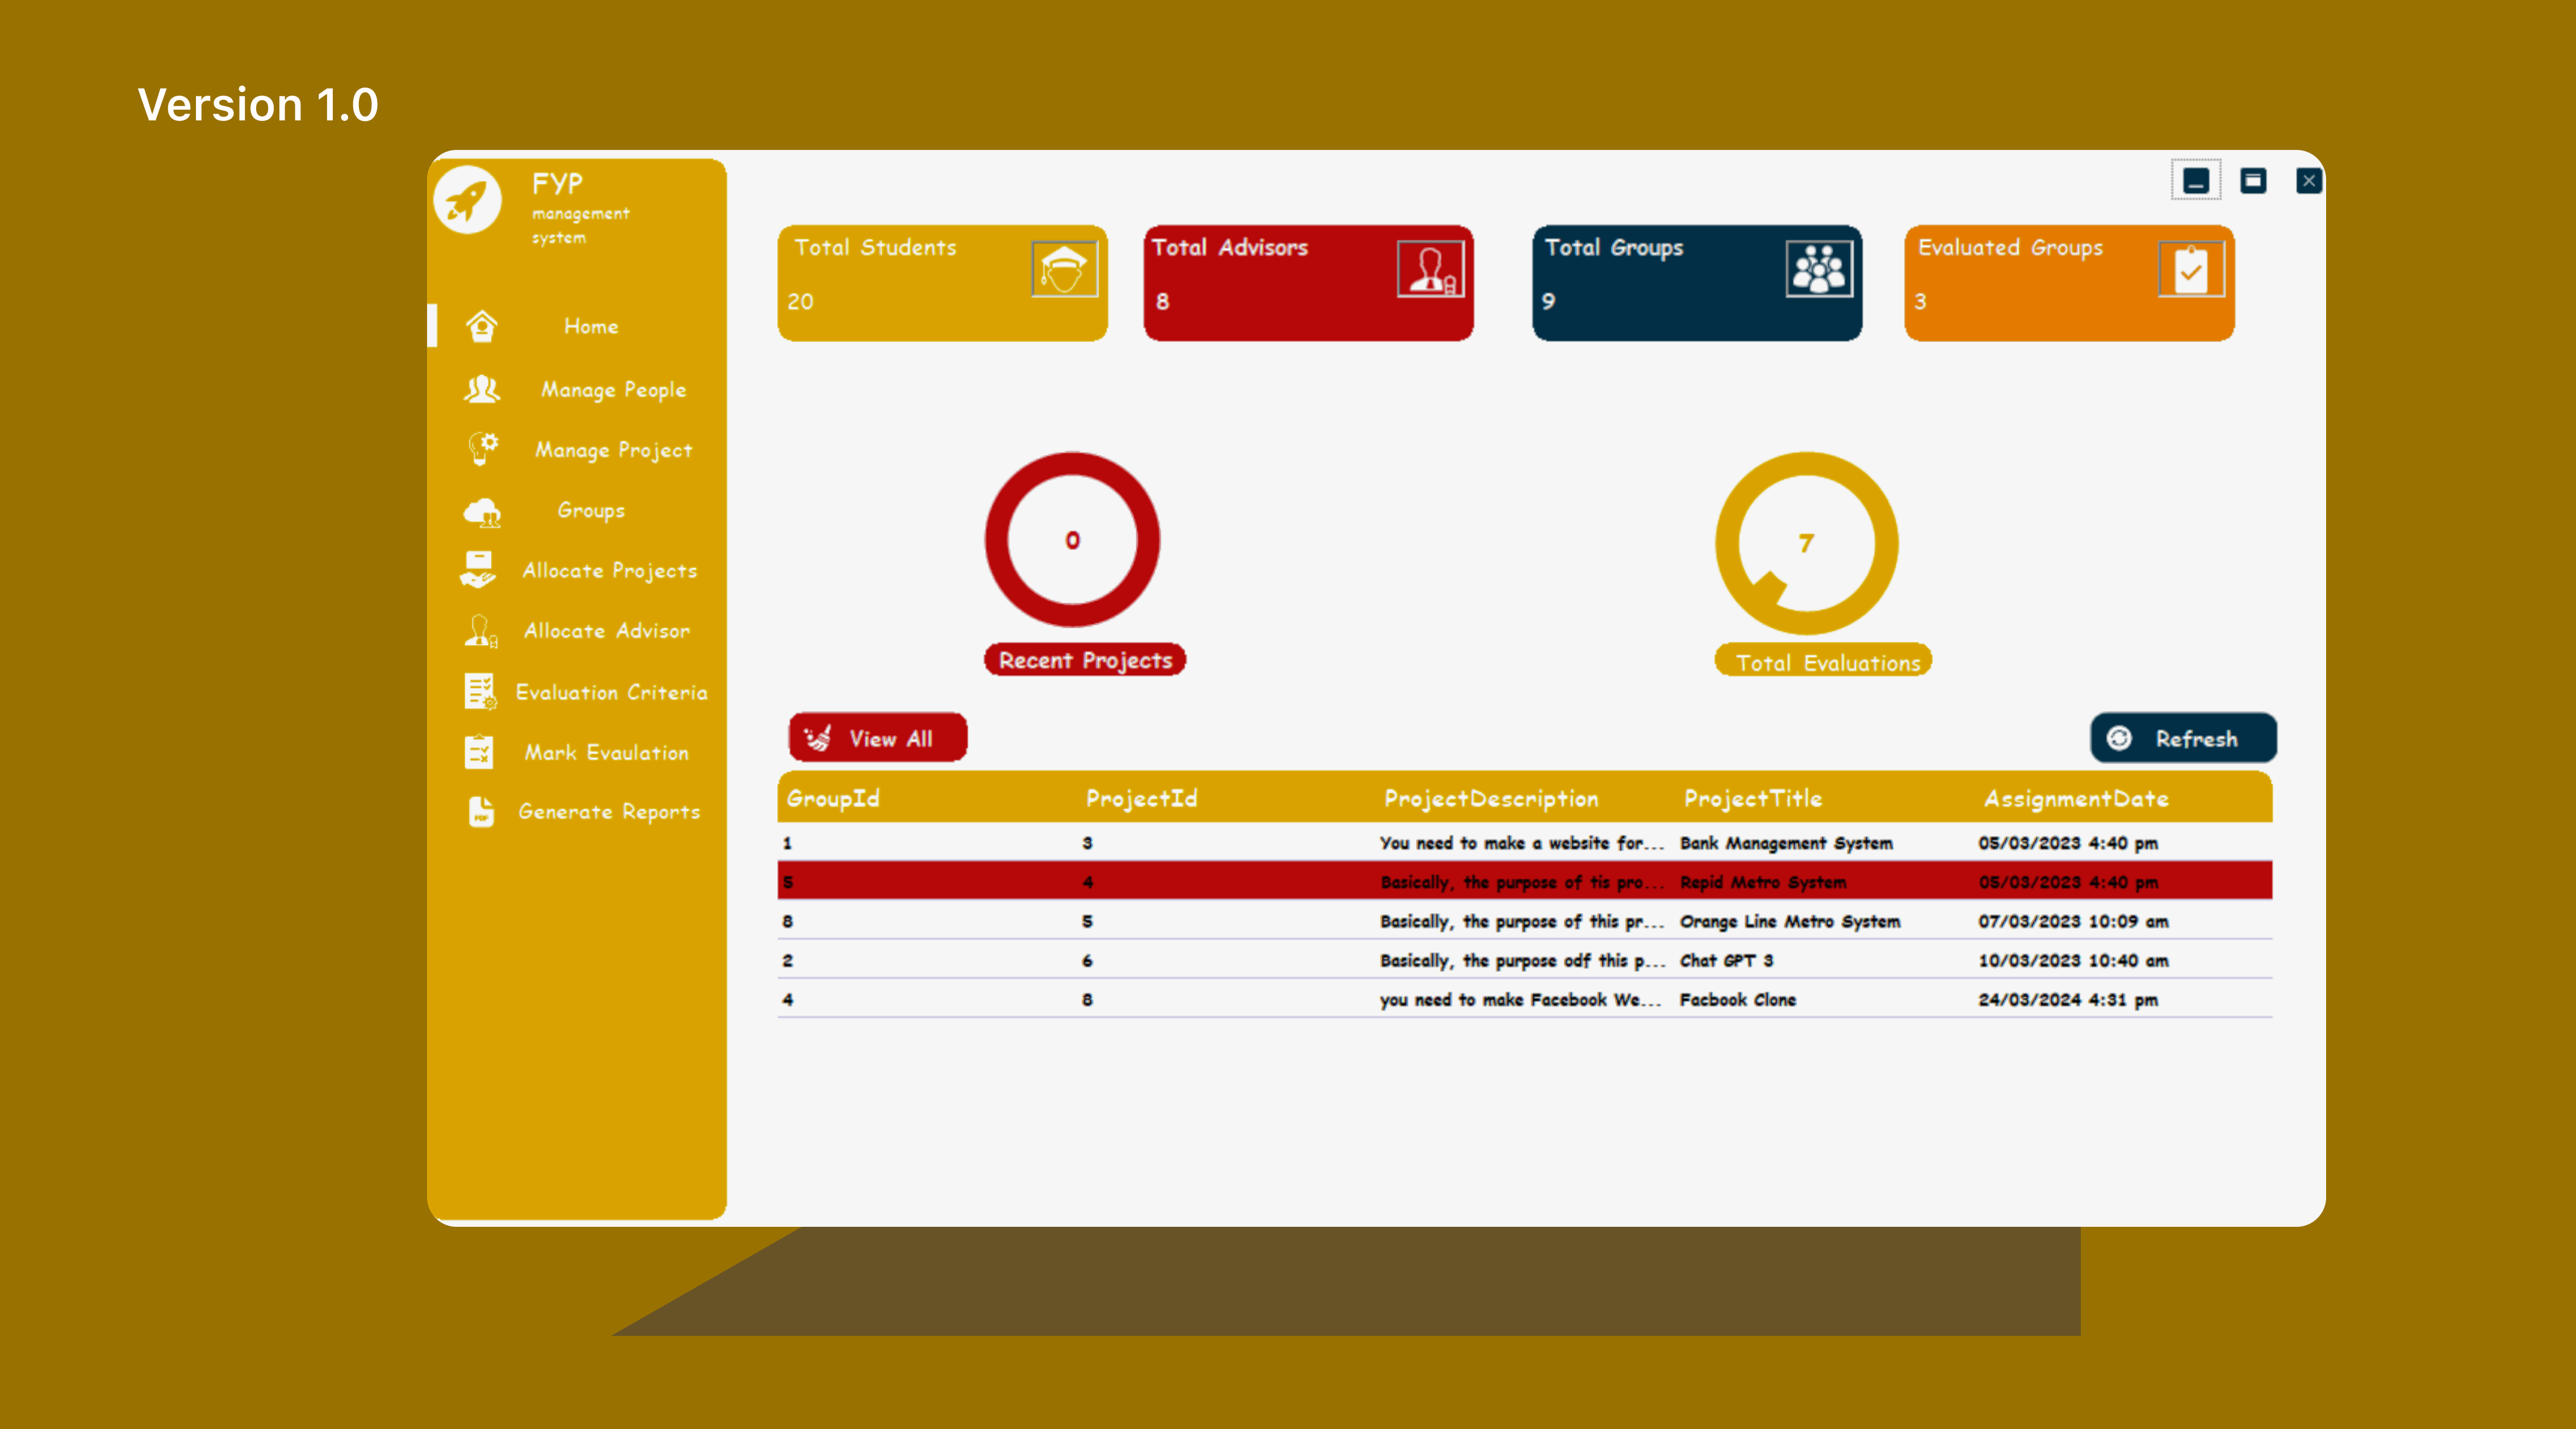 Version 1.0
FYP
management
system
Home
Manage People
Manage Project
Groups
Allocate Projects
Allocate Advisor
Evaluation Criteria
Mark Evaulation
Generate Reports
PDF
Total Students
20
Total Advisors
8
Total Groups
9
Evaluated Groups
3
0
Recent Projects
7
Total Evaluations
View All
Refresh
GroupId ProjectId ProjectDescription ProjectTitle AssignmentDate
1 3 You need to make a website for... Bank Management System 05/03/2023 4:40 pm
5 4 Basically, the purpose of tis pro... Repid Metro System 05/03/2023 4:40 pm
8 5 Basically, the purpose of this pr... Orange Line Metro System 07/03/2023 10:09 am
2 6 Basically, the purpose odf this p... Chat GPT 3 10/03/2023 10:40 am
4 8 you need to make Facebook We... Facbook Clone 24/03/2024 4:31 pm